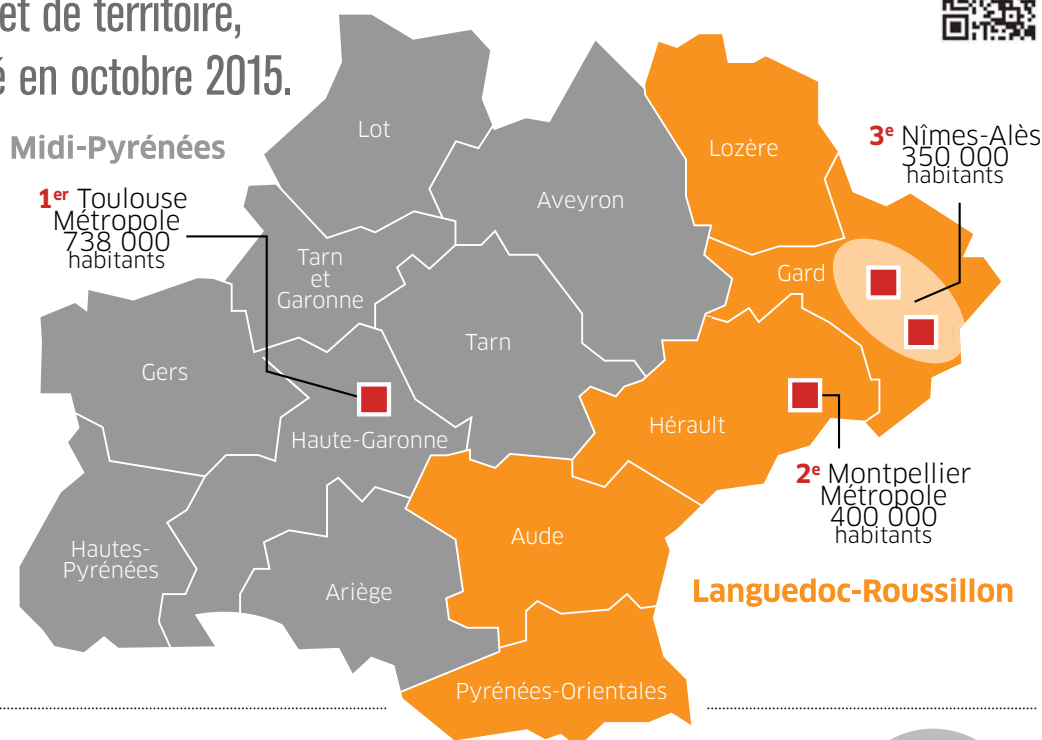 et de territoire,
en octobre 2015.
Midi-Pyrénées
1er Toulouse
Métropole
738 000
habitants
Lot
Aveyron
Lozère
3e Nîmes-Alès
350 000
habitants
Tarn
et
Garonne
Gard
Gers
Tarn
Haute-Garonne
Hérault
2e Montpellier
Métropole
400 000
habitants
Hautes-
Pyrénées
Ariège
Aude
Languedoc-Roussillon
Pyrénées-Orientales